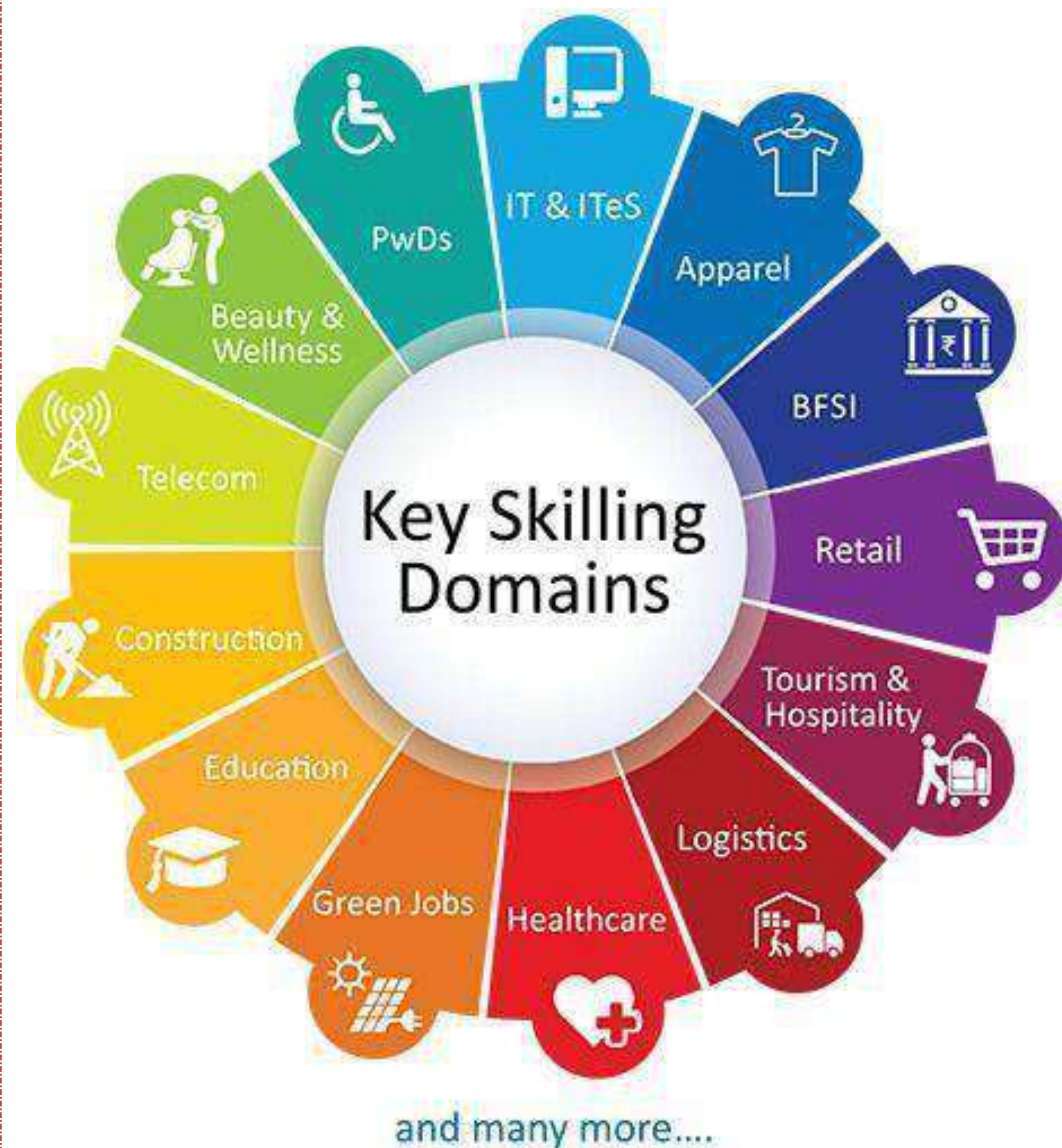 Key Skilling
Domains
IT & ITeS
Apparel
BFSI
₹
Retail
Tourism &
Hospitality
Logistics
Healthcare
Green Jobs
Education
Construction
Telecom
Beauty &
Wellness
PwDs
and many more....